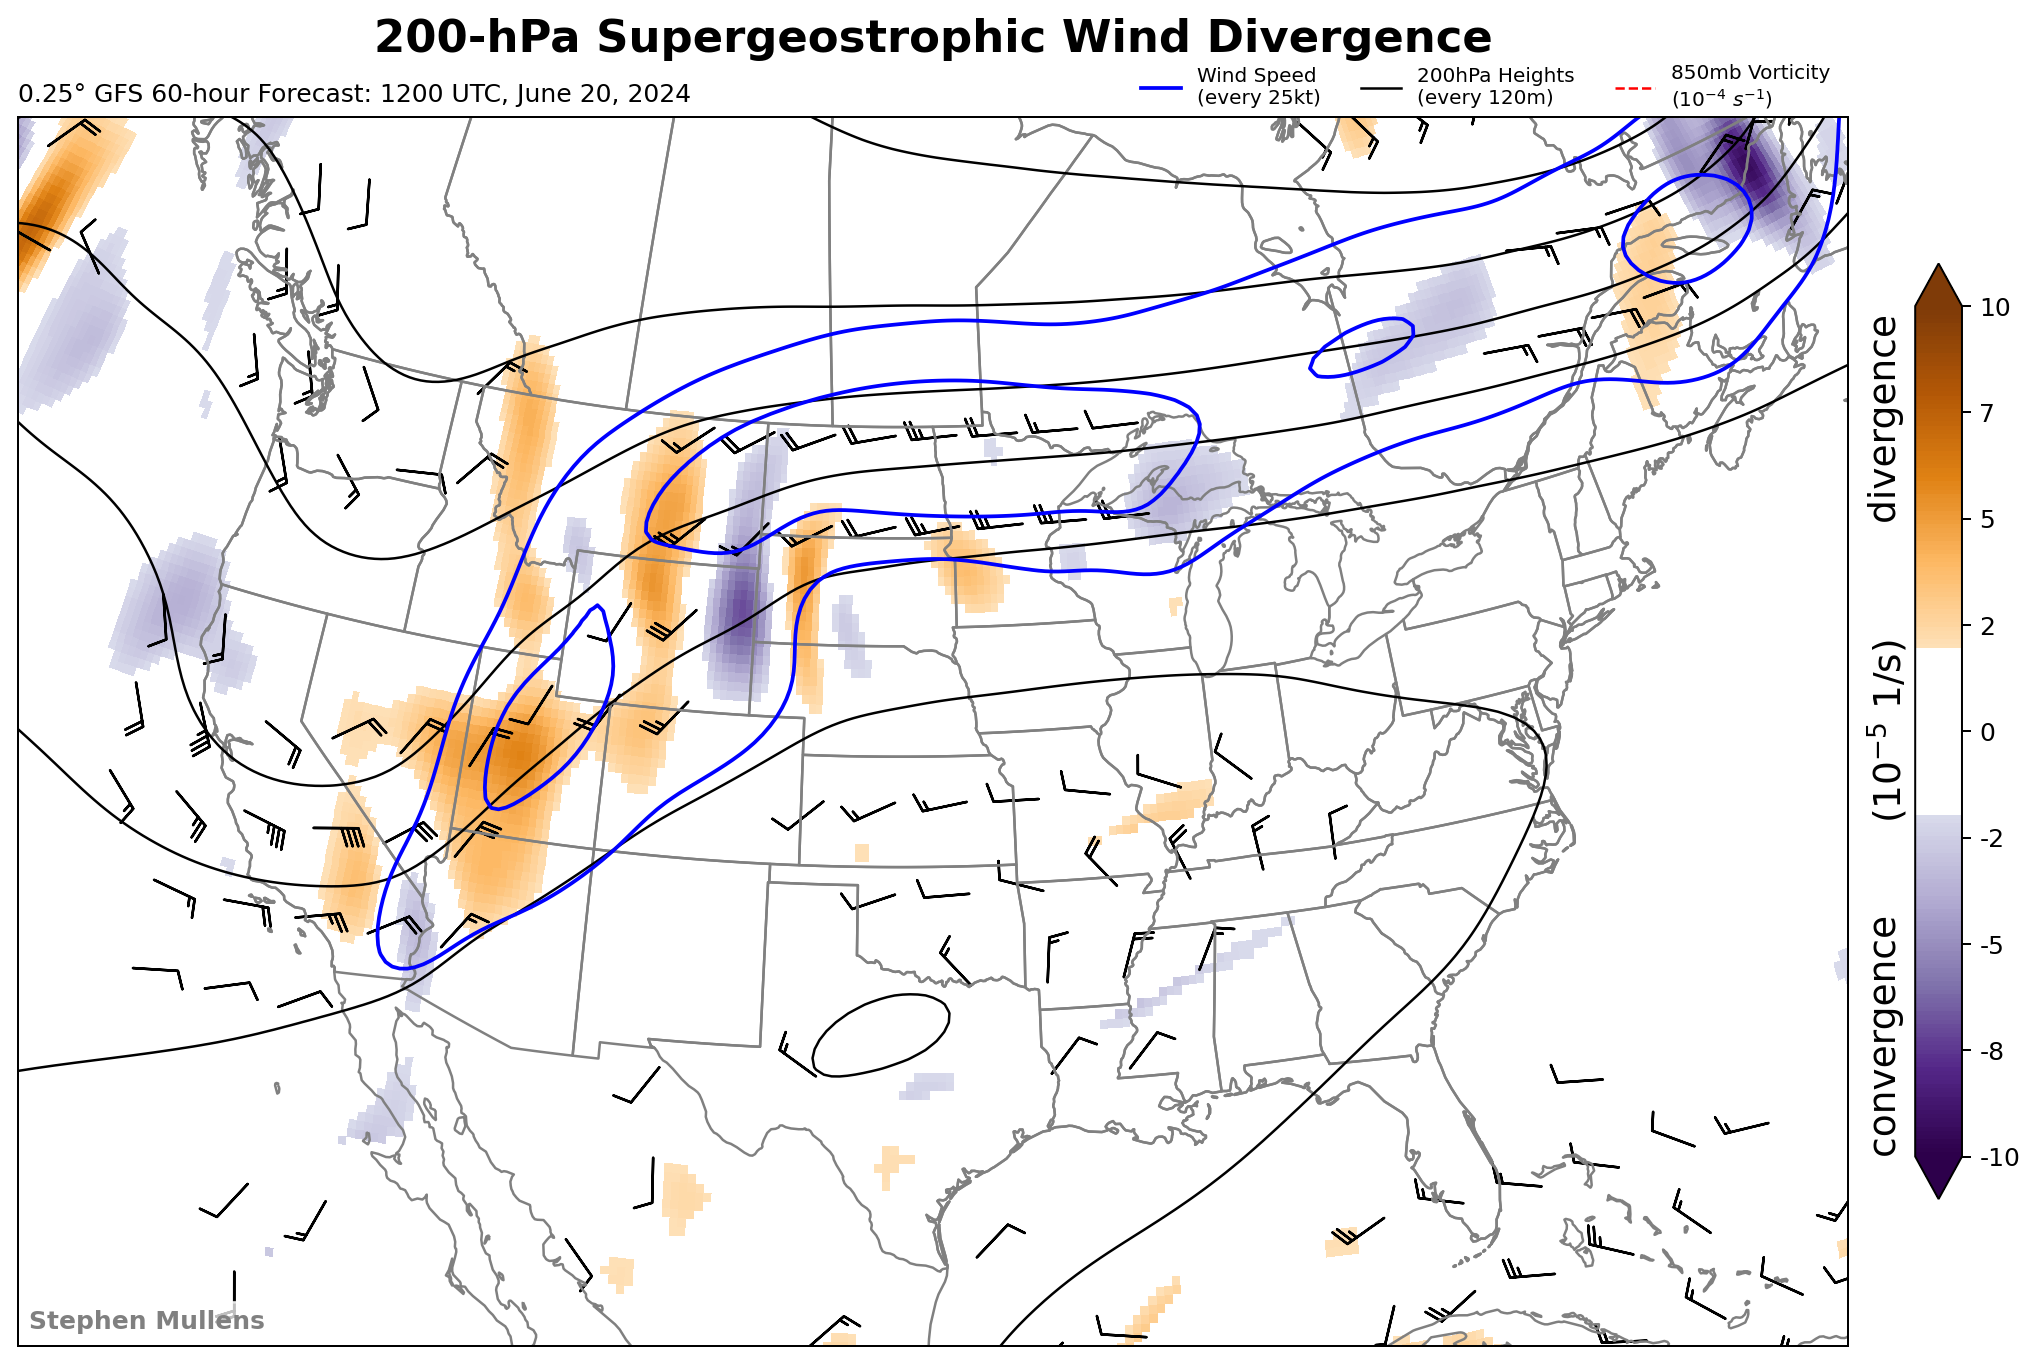 200-hPa Supergeostrophic Wind Divergence
0.25° GFS 60-hour Forecast: 1200 UTC, June 20, 2024
Wind Speed
(every 25kt)
200hPa Heights
(every 120m)
850mb Vorticity
(10⁻⁴ s⁻¹)
10
7
5
2
0
-2
-5
-8
-10
convergence (10⁻⁵ 1/s) divergence
Stephen Mullens